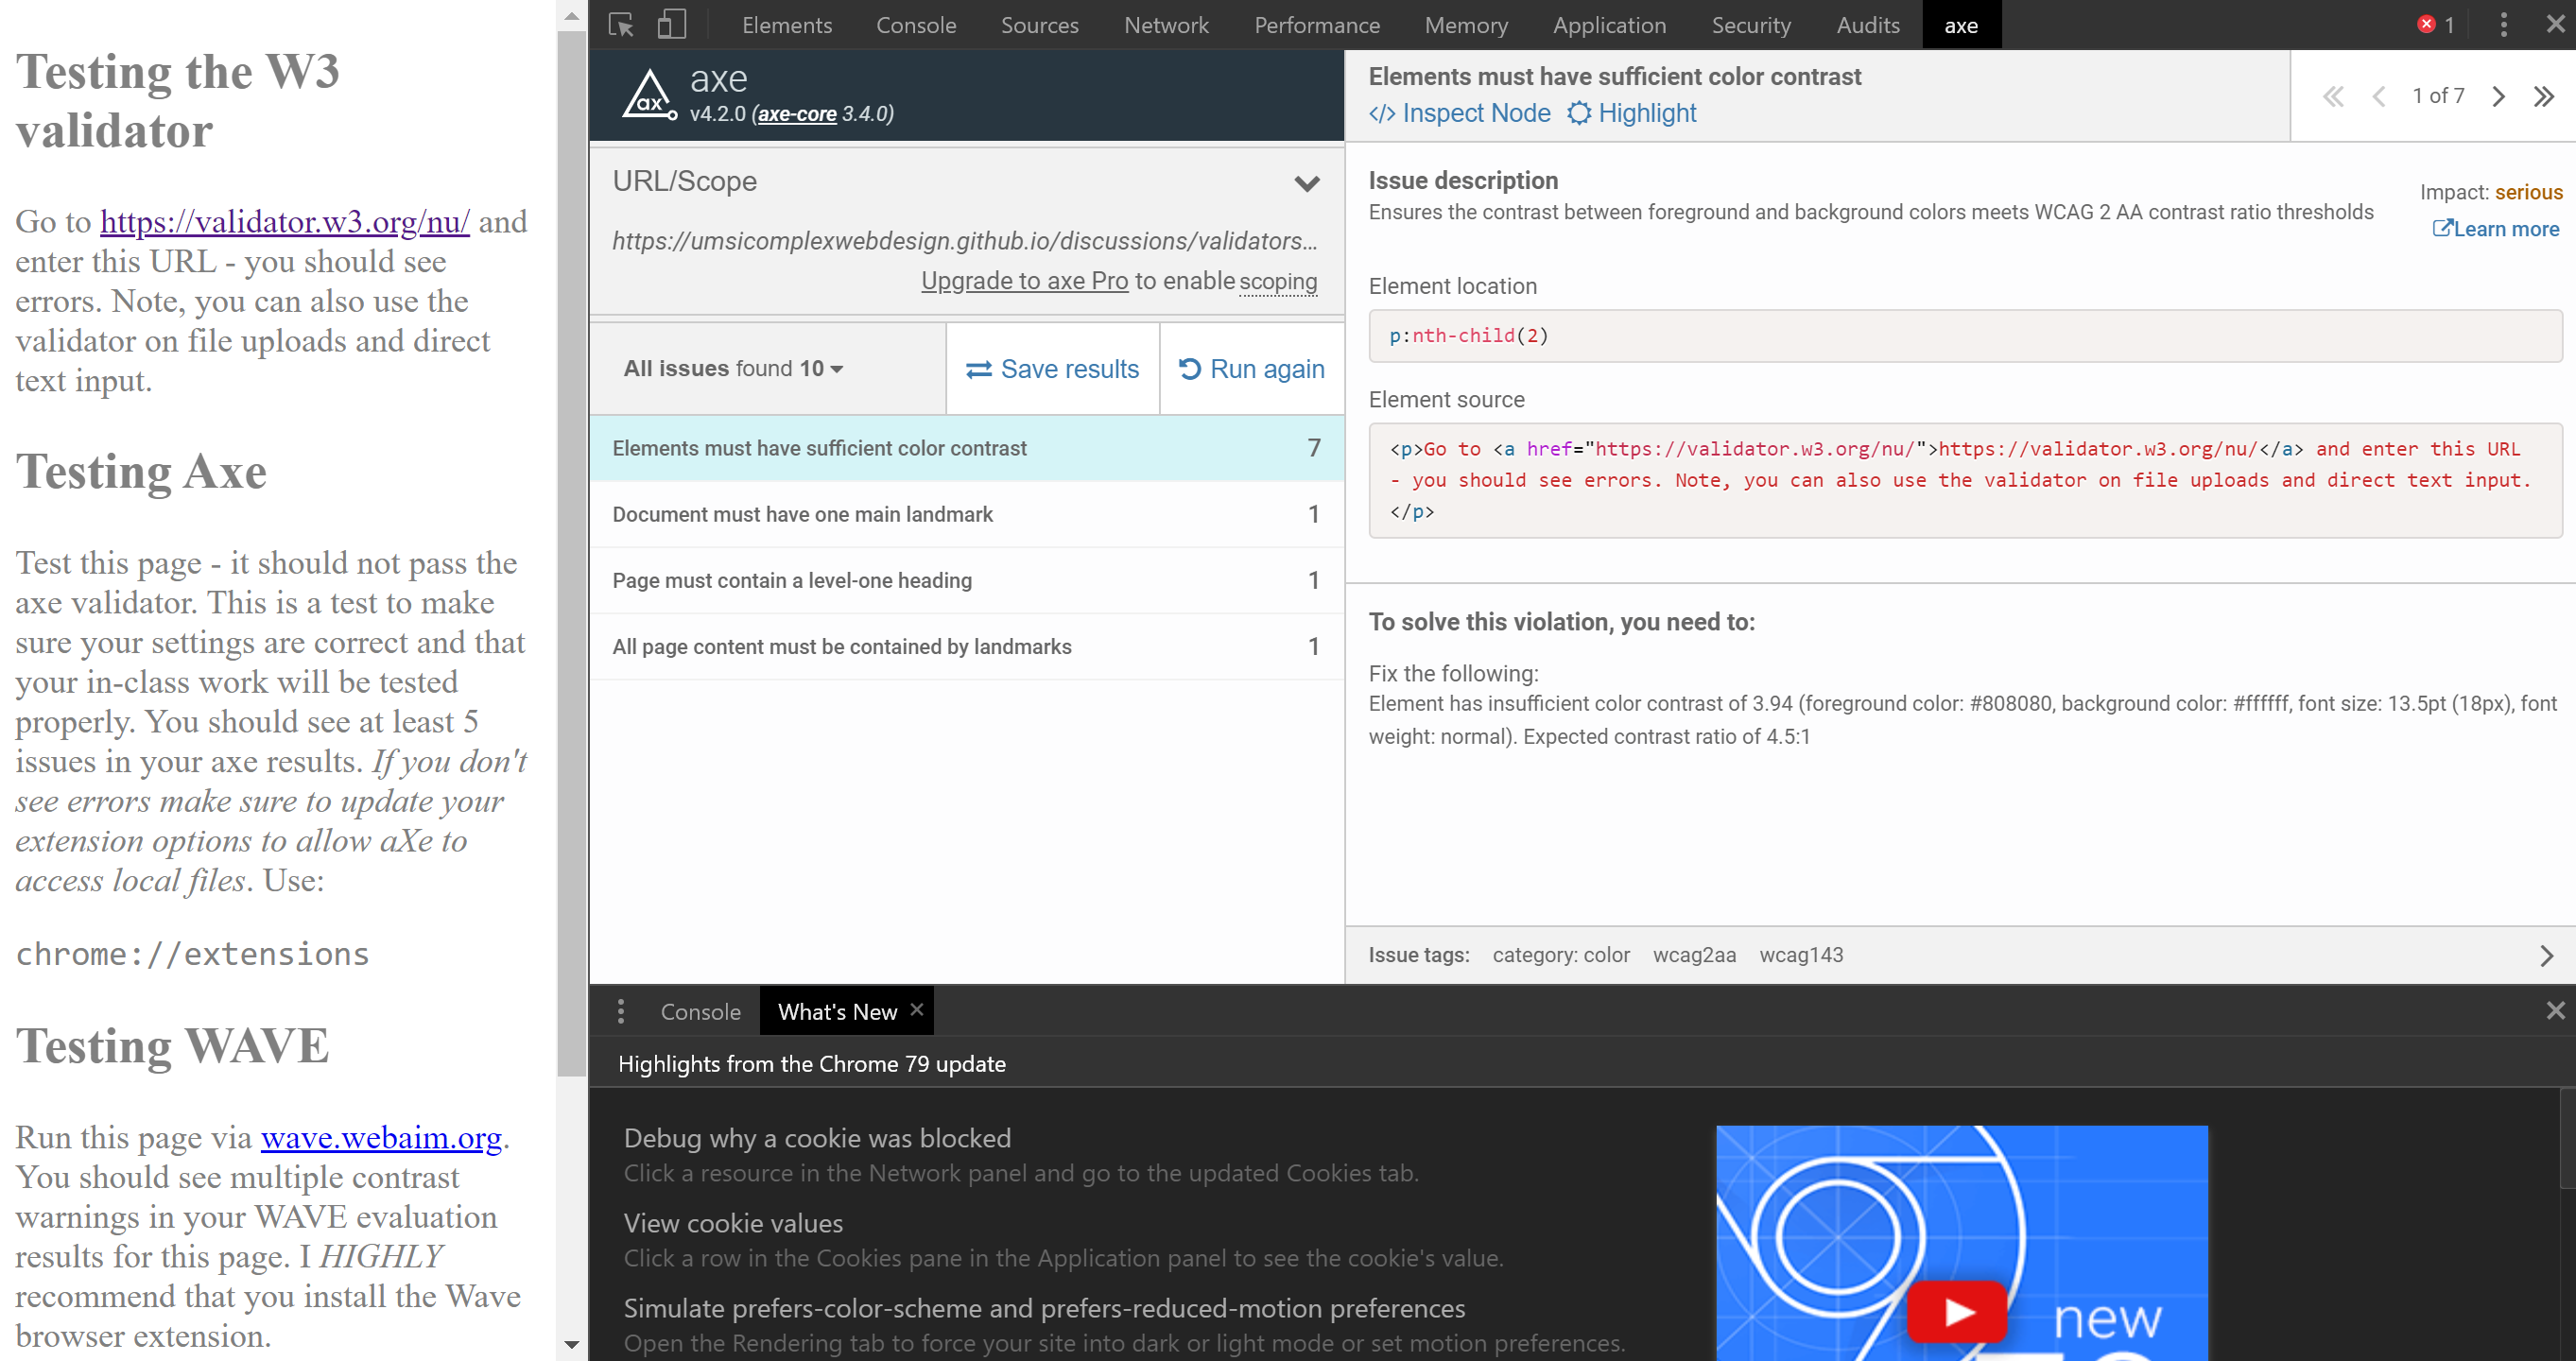 Testing the W3
validator
Go to https://validator.w3.org/nu/ and
enter this URL - you should see
errors. Note, you can also use the
validator on file uploads and direct
text input.
Testing Axe
Test this page - it should not pass the
axe validator. This is a test to make
sure your settings are correct and that
your in-class work will be tested
properly. You should see at least 5
issues in your axe results. If you don't
see errors make sure to update your
extension options to allow aXe to
access local files. Use:
chrome://extensions
Testing WAVE
Run this page via wave.webaim.org.
You should see multiple contrast
warnings in your WAVE evaluation
results for this page. I HIGHLY
recommend that you install the Wave
browser extension.
Elements Console Sources Network Performance Memory Application Security Audits axe 1
ax
axe
v4.2.0 (axe-core 3.4.0)
URL/Scope
https://umsicomplexwebdesign.github.io/discussions/validators...
Upgrade to axe Pro to enable scoping
All issues found 10
Save results
Run again
Elements must have sufficient color contrast 7
Document must have one main landmark 1
Page must contain a level-one heading 1
All page content must be contained by landmarks 1
Elements must have sufficient color contrast
</> Inspect Node Highlight
1 of 7
Issue description
Ensures the contrast between foreground and background colors meets WCAG 2 AA contrast ratio thresholds
Impact: serious
Learn more
Element location
p:nth-child(2)
Element source
<p>Go to <a href="https://validator.w3.org/nu/">https://validator.w3.org/nu/</a> and enter this URL
- you should see errors. Note, you can also use the validator on file uploads and direct text input.
</p>
To solve this violation, you need to:
Fix the following:
Element has insufficient color contrast of 3.94 (foreground color: #808080, background color: #ffffff, font size: 13.5pt (18px), font
weight: normal). Expected contrast ratio of 4.5:1
Issue tags: category: color wcag2aa wcag143
Console What's New
Highlights from the Chrome 79 update
Debug why a cookie was blocked
Click a resource in the Network panel and go to the updated Cookies tab.
View cookie values
Click a row in the Cookies pane in the Application panel to see the cookie's value.
Simulate prefers-color-scheme and prefers-reduced-motion preferences
Open the Rendering tab to force your site into dark or light mode or set motion preferences.
new